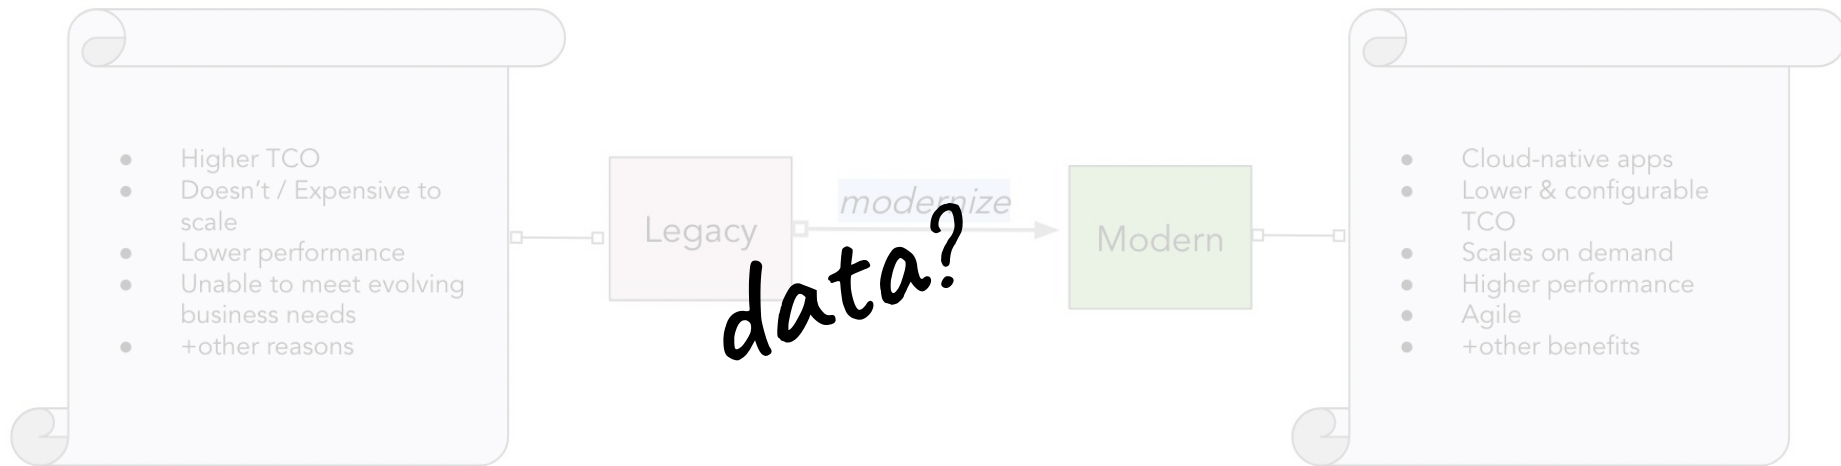 Higher TCO
Doesn't / Expensive to
scale
Lower performance
Unable to meet evolving
business needs
+other reasons
Legacy
modernize
data?
Modern
Cloud-native apps
Lower & configurable
TCO
Scales on demand
Higher performance
Agile
+other benefits